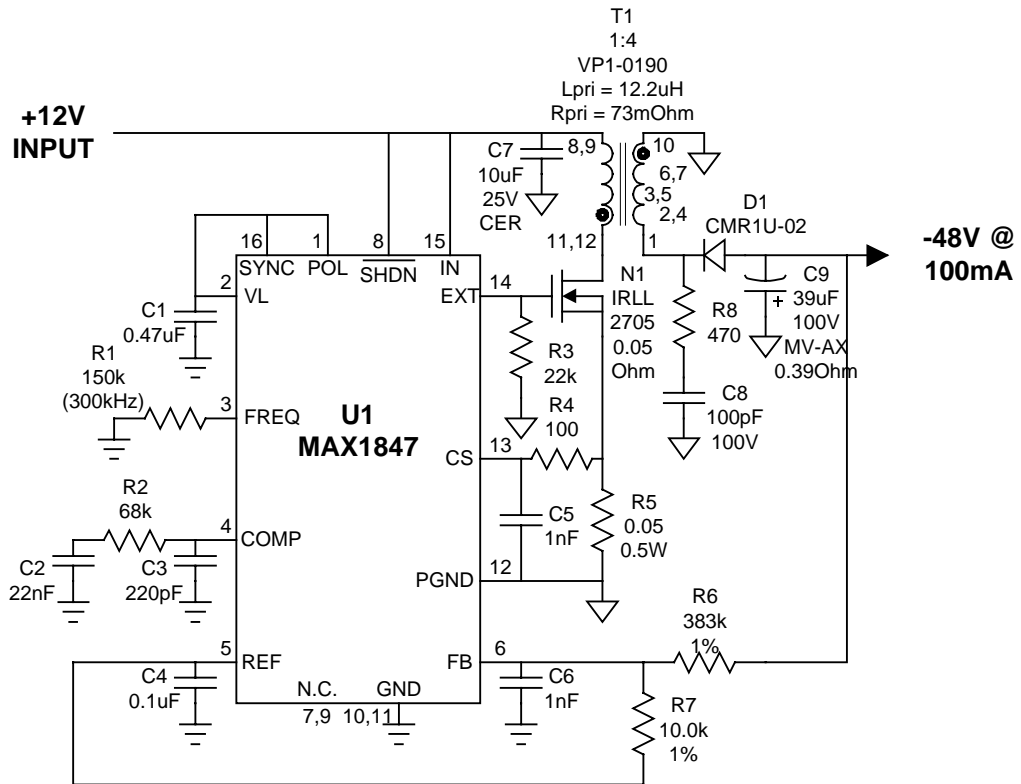 T1
1:4
VP1-0190
Lpri = 12.2uH
Rpri = 73mOhm
+12V
INPUT
C7
10uF
25V
CER
8,9
10
6,7
3,5
2,4
11,12
1
D1
CMR1U-02
-48V @
100mA
16
1
8
15
SYNC
POL
SHDN
IN
2
VL
EXT
14
C1
0.47uF
N1
IRLL
2705
0.05
Ohm
R8
470
C9
39uF
+
100V
MV-AX
0.39Ohm
R1
150k
(300kHz)
R3
22k
C8
100pF
100V
3
FREQ
U1
MAX1847
R4
100
CS
13
R2
68k
4
COMP
C5
1nF
R5
0.05
0.5W
C2
22nF
C3
220pF
PGND
12
R6
383k
1%
5
REF
FB
6
C4
0.1uF
N.C.
7,9
GND
10,11
C6
1nF
R7
10.0k
1%